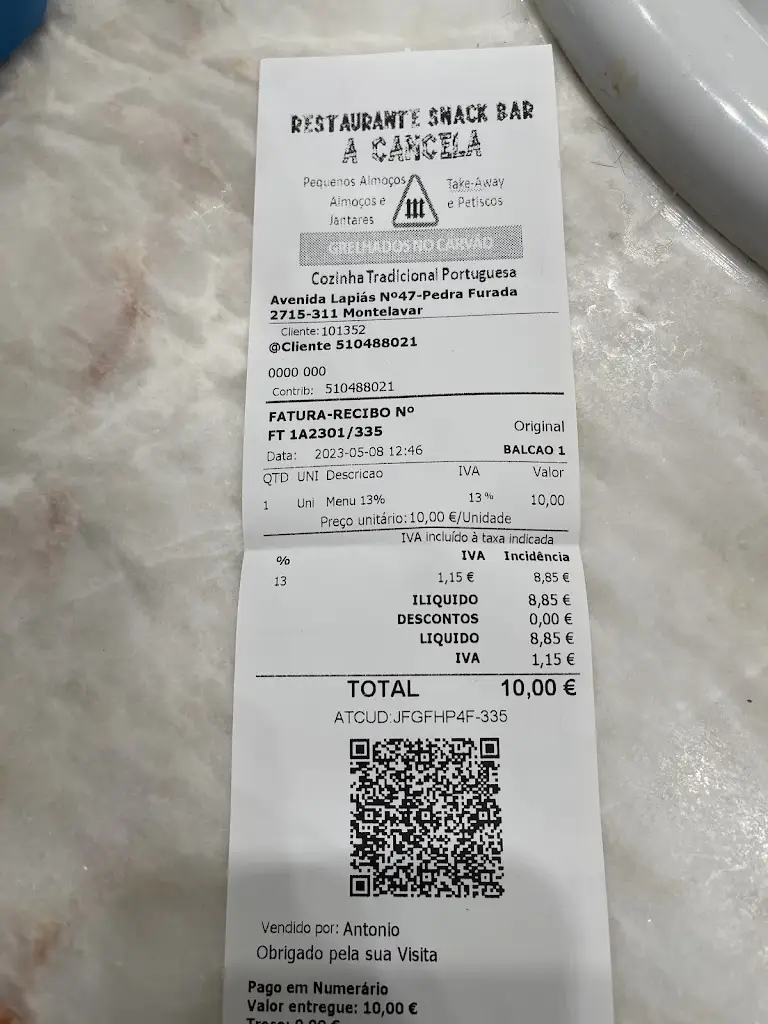 RESTAURANTE SNACK BAR
A CANCELA
Pequenos Almoços
Almoços e
Jantares
Take-Away
e Petiscos
GRELHADOS NO CARVÃO
Cozinha Tradicional Portuguesa
Avenida Lapiás Nº47-Pedra Furada
2715-311 Montelavar
Cliente: 101352
@Cliente 510488021
0000 000
Contrib: 510488021
FATURA-RECIBO Nº
FT 1A2301/335 Original
Data: 2023-05-08 12:46 BALCAO 1
QTD UNI Descricao IVA Valor
1 Uni Menu 13% 13% 10,00
Preço unitário: 10,00 €/Unidade
IVA incluído à taxa indicada
% IVA Incidência
13 1,15 € 8,85 €
ILIQUIDO 8,85 €
DESCONTOS 0,00 €
LIQUIDO 8,85 €
IVA 1,15 €
TOTAL 10,00 €
ATCUD:JFGFHP4F-335
Vendido por: Antonio
Obrigado pela sua Visita
Pago em Numerário
Valor entregue: 10,00 €
Troco: 0,00 €